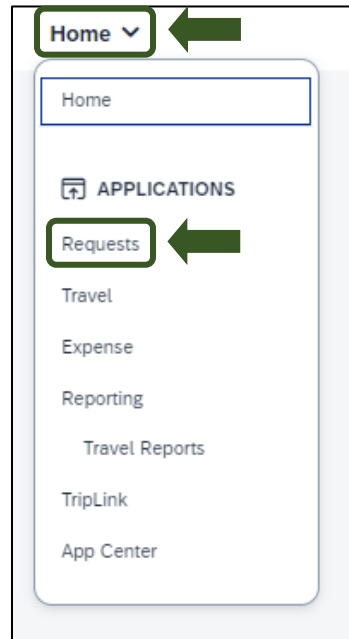 Home
Home
APPLICATIONS
Requests
Travel
Expense
Reporting
Travel Reports
TripLink
App Center